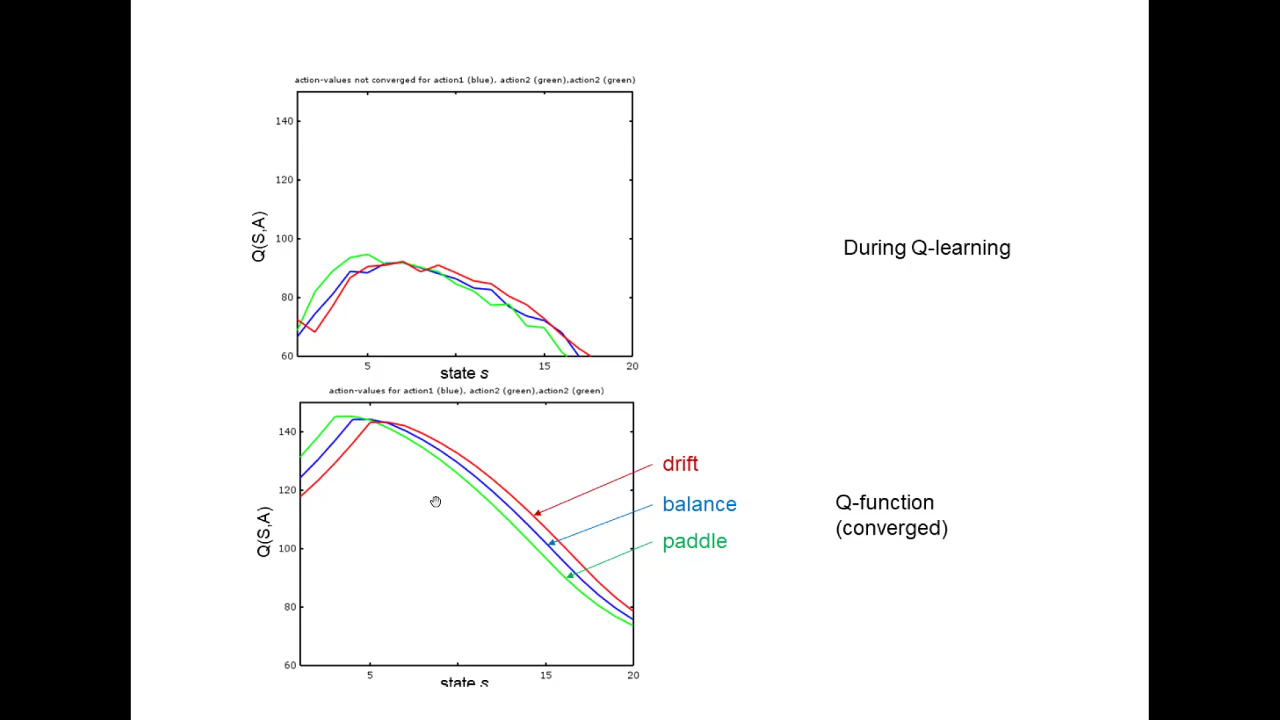 action-values not converged for action1 (blue), action2 (green),action2 (green)
140
120
100
80
60
Q(S,A)
5
15
20
state s
During Q-learning
action-values for action1 (blue), action2 (green),action2 (green)
140
120
100
80
60
Q(S,A)
5
15
20
state s
drift
balance
paddle
Q-function
(converged)